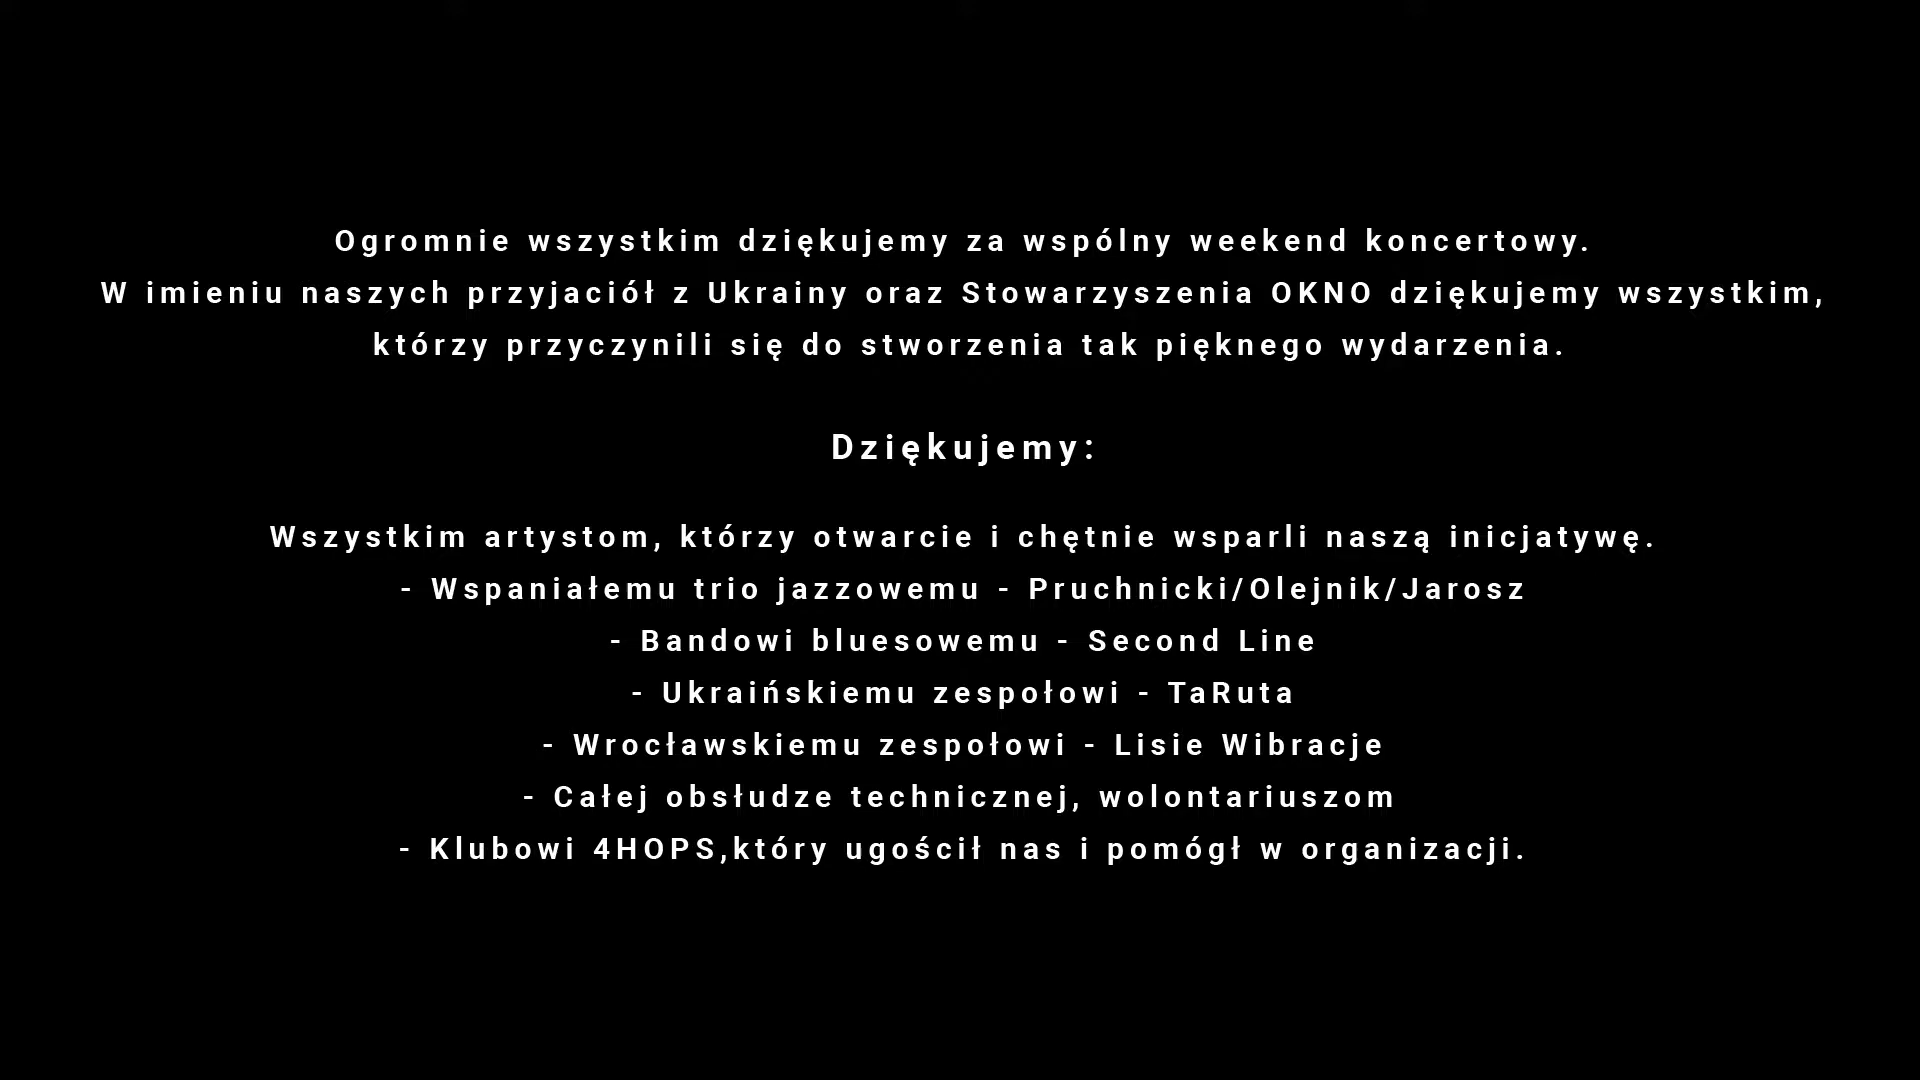 Ogromnie wszystkim dziękujemy za wspólny weekend koncertowy.
W imieniu naszych przyjaciół z Ukrainy oraz Stowarzyszenia OKNO dziękujemy wszystkim,
którzy przyczynili się do stworzenia tak pięknego wydarzenia.
Dziękujemy:
Wszystkim artystom, którzy otwarcie i chętnie wsparli naszą inicjatywę.
- Wspaniałemu trio jazzowemu - Pruchnicki/Olejnik/Jarosz
- Bandowi bluesowemu - Second Line
- Ukraińskiemu zespołowi - TaRuta
- Wrocławskiemu zespołowi - Lisie Wibracje
- Całej obsłudze technicznej, wolontariuszom
- Klubowi 4HOPS,który ugościł nas i pomógł w organizacji.